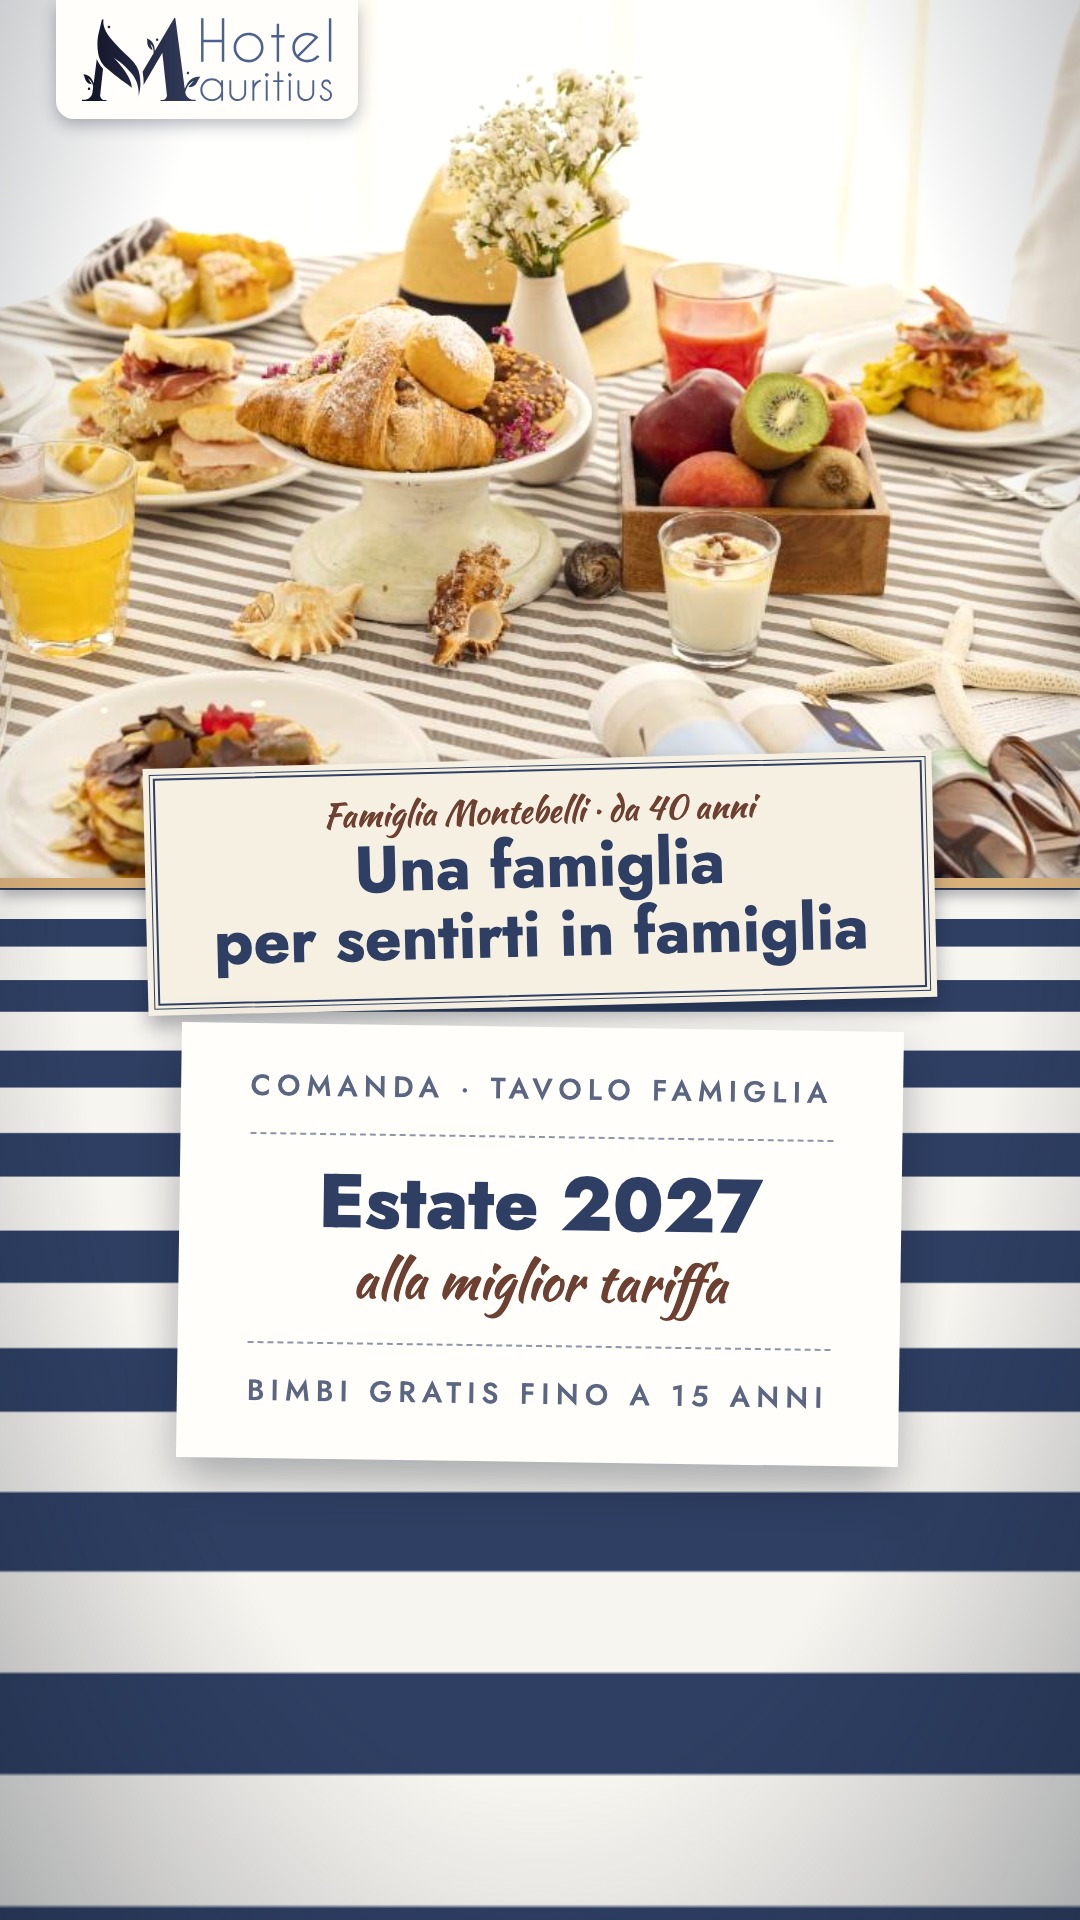 Hotel
Mauritius
Famiglia Montebelli · da 40 anni
Una famiglia
per sentirti in famiglia
COMANDA · TAVOLO FAMIGLIA
Estate 2027
alla miglior tariffa
BIMBI GRATIS FINO A 15 ANNI